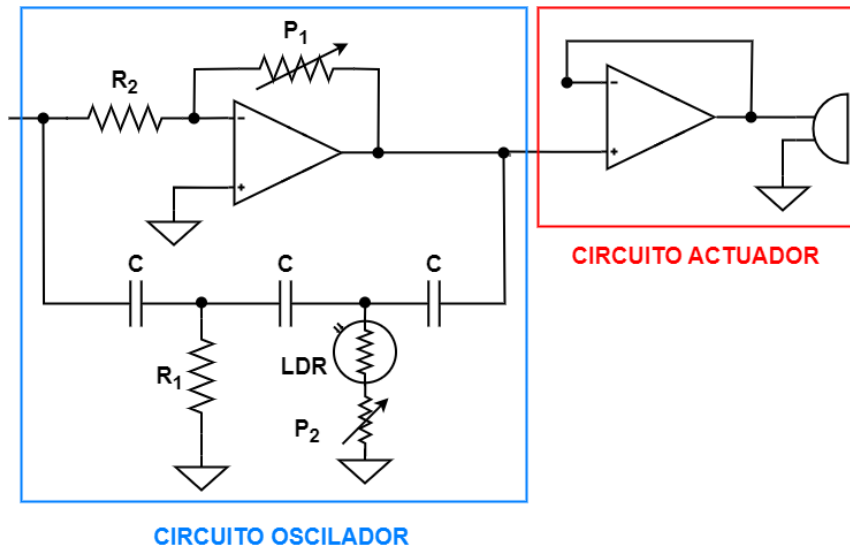 P₁
R₂
-
+
-
+
CIRCUITO ACTUADOR
C
C
C
R₁
LDR
P₂
CIRCUITO OSCILADOR